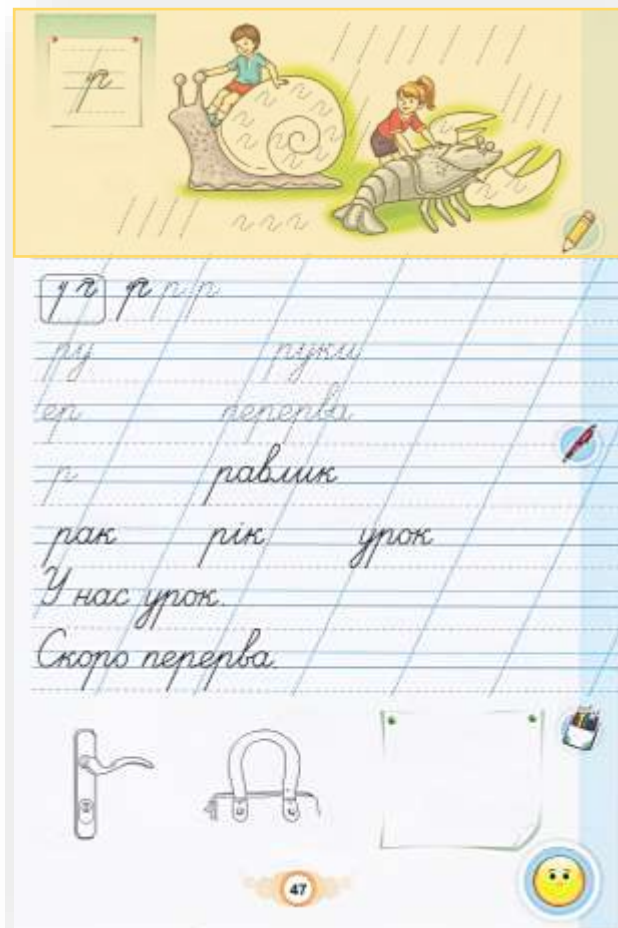 р
р р р р
ру руки
ер перерва
р равлик
рак рік урок
У нас урок.
Скоро перерва.
47